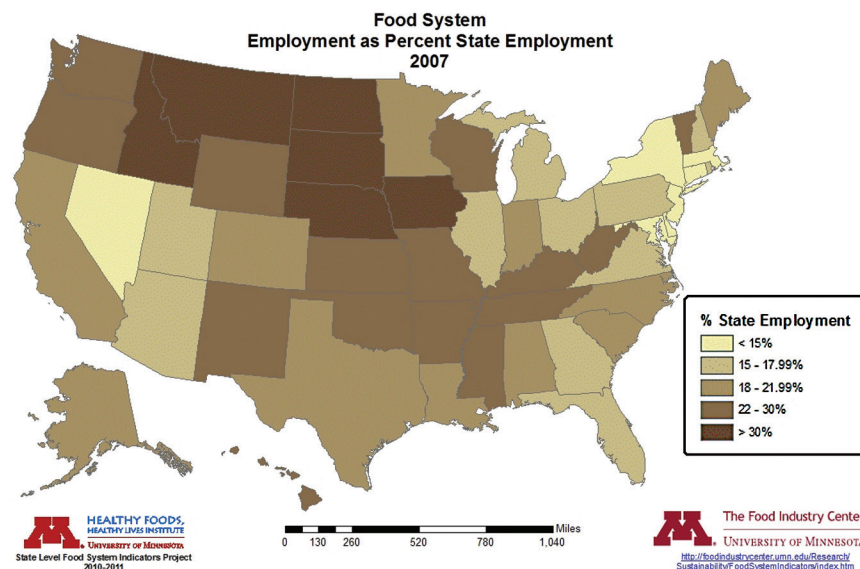 Food System
Employment as Percent State Employment
2007
% State Employment
< 15%
15 - 17.99%
18 - 21.99%
22 - 30%
> 30%
HEALTHY FOODS,
HEALTHY LIVES INSTITUTE
UNIVERSITY OF MINNESOTA
State Level Food System Indicators Project
2010-2011
Miles
0 130 260 520 780 1,040
The Food Industry Cente
UNIVERSITY OF MINNESOTA
http://foodindustrycenter.umn.edu/Research/
Sustainability/FoodSystemIndicators/index.htm